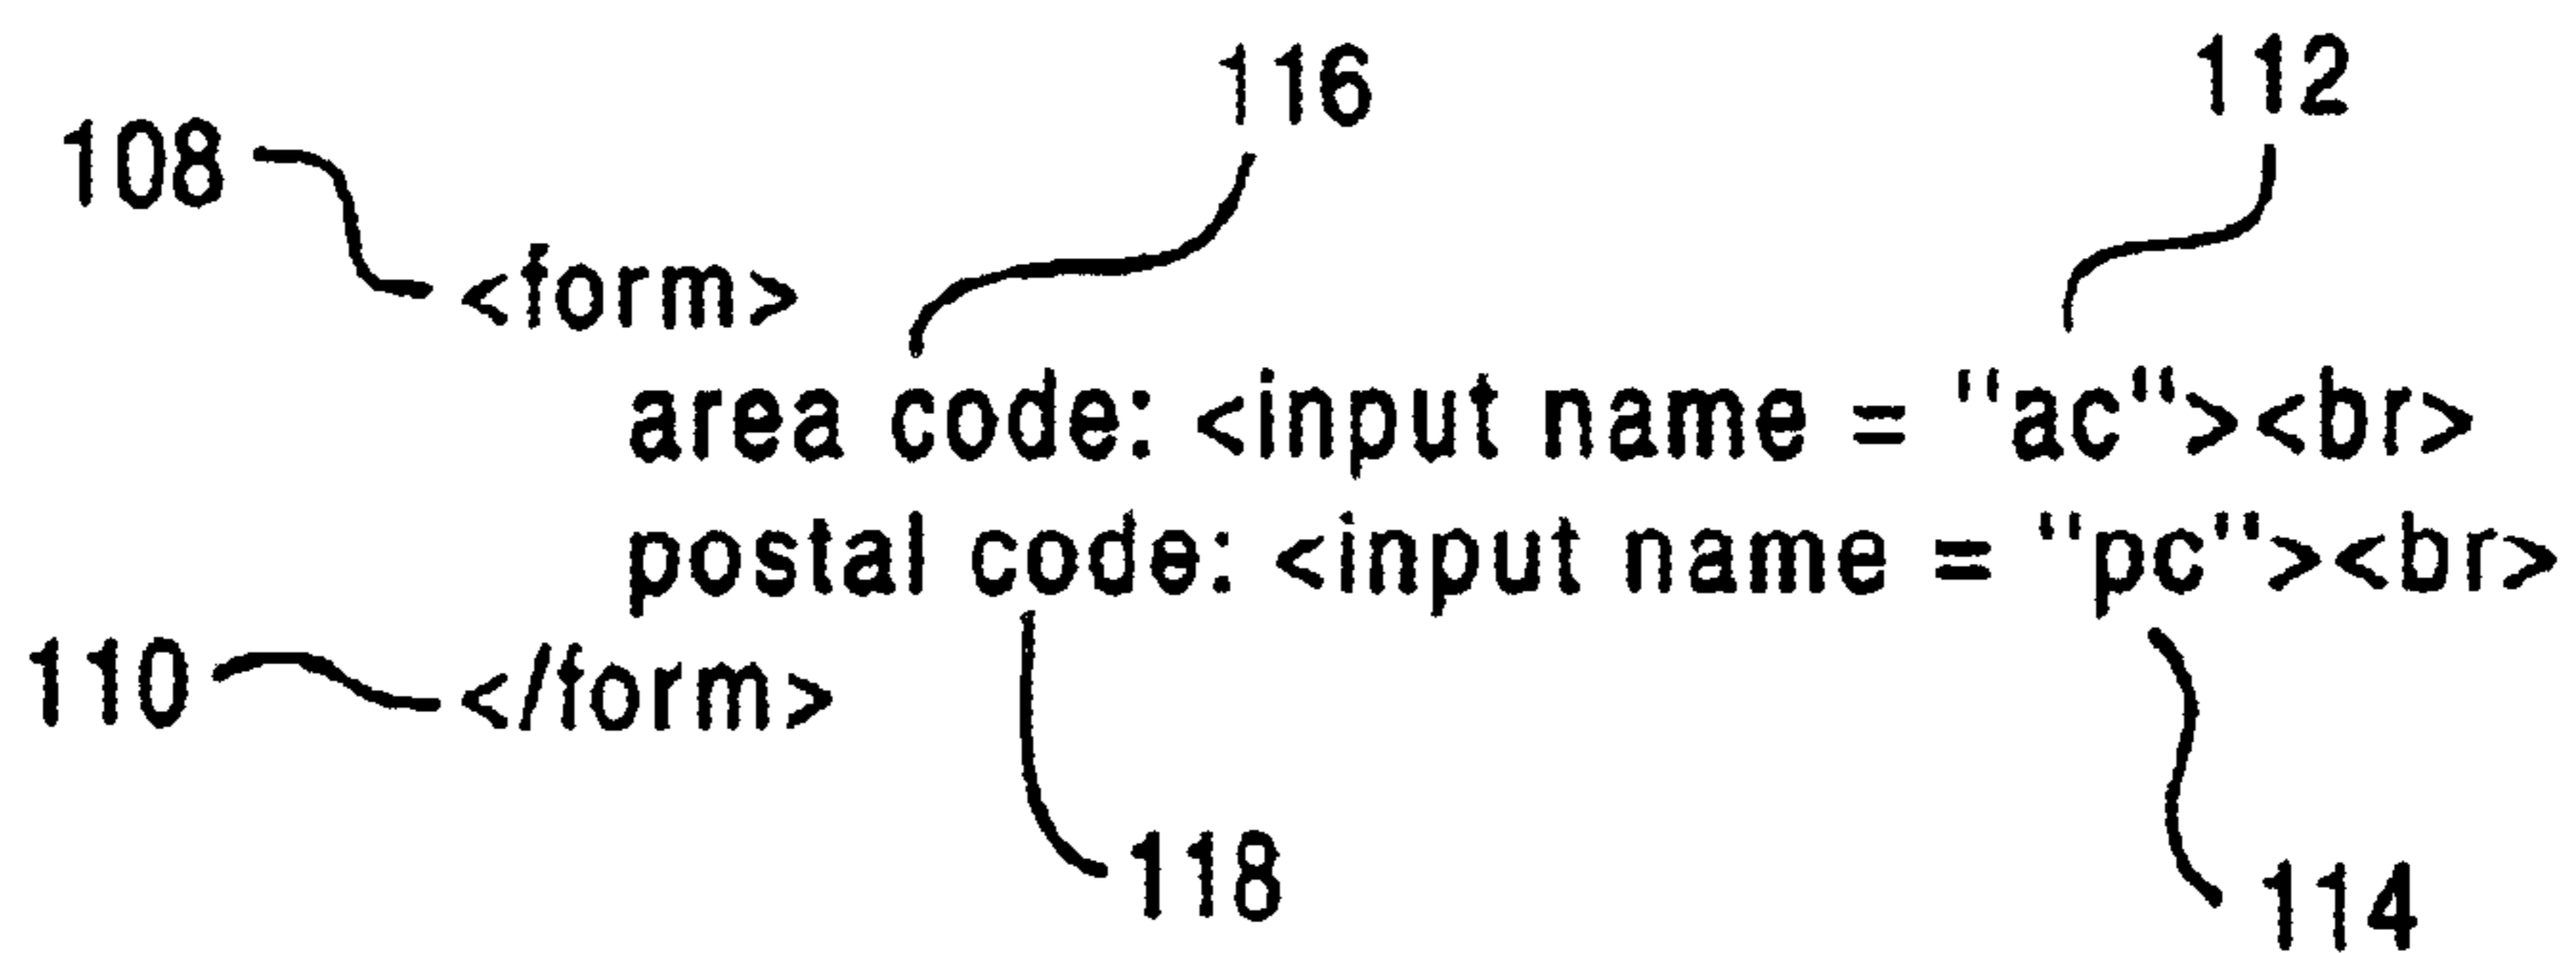 116
112
108
<form>
area code: <input name = "ac"><br>
postal code: <input name = "pc"><br>
110
</form>
118
114